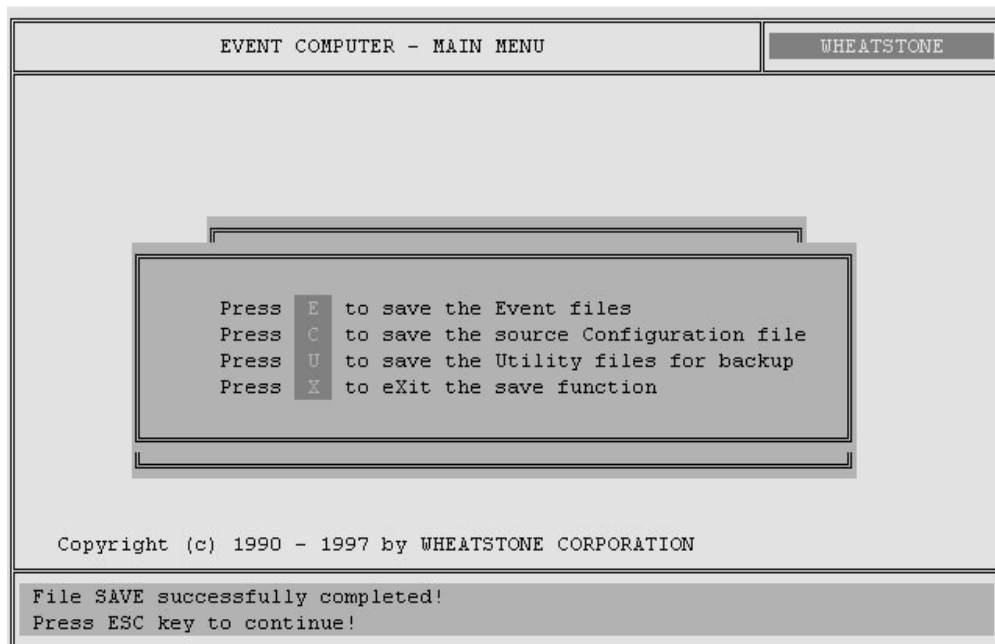 EVENT COMPUTER - MAIN MENU
WHEATSTONE
Press E to save the Event files
Press C to save the source Configuration file
Press U to save the Utility files for backup
Press X to eXit the save function
Copyright (c) 1990 - 1997 by WHEATSTONE CORPORATION
File SAVE successfully completed!
Press ESC key to continue!